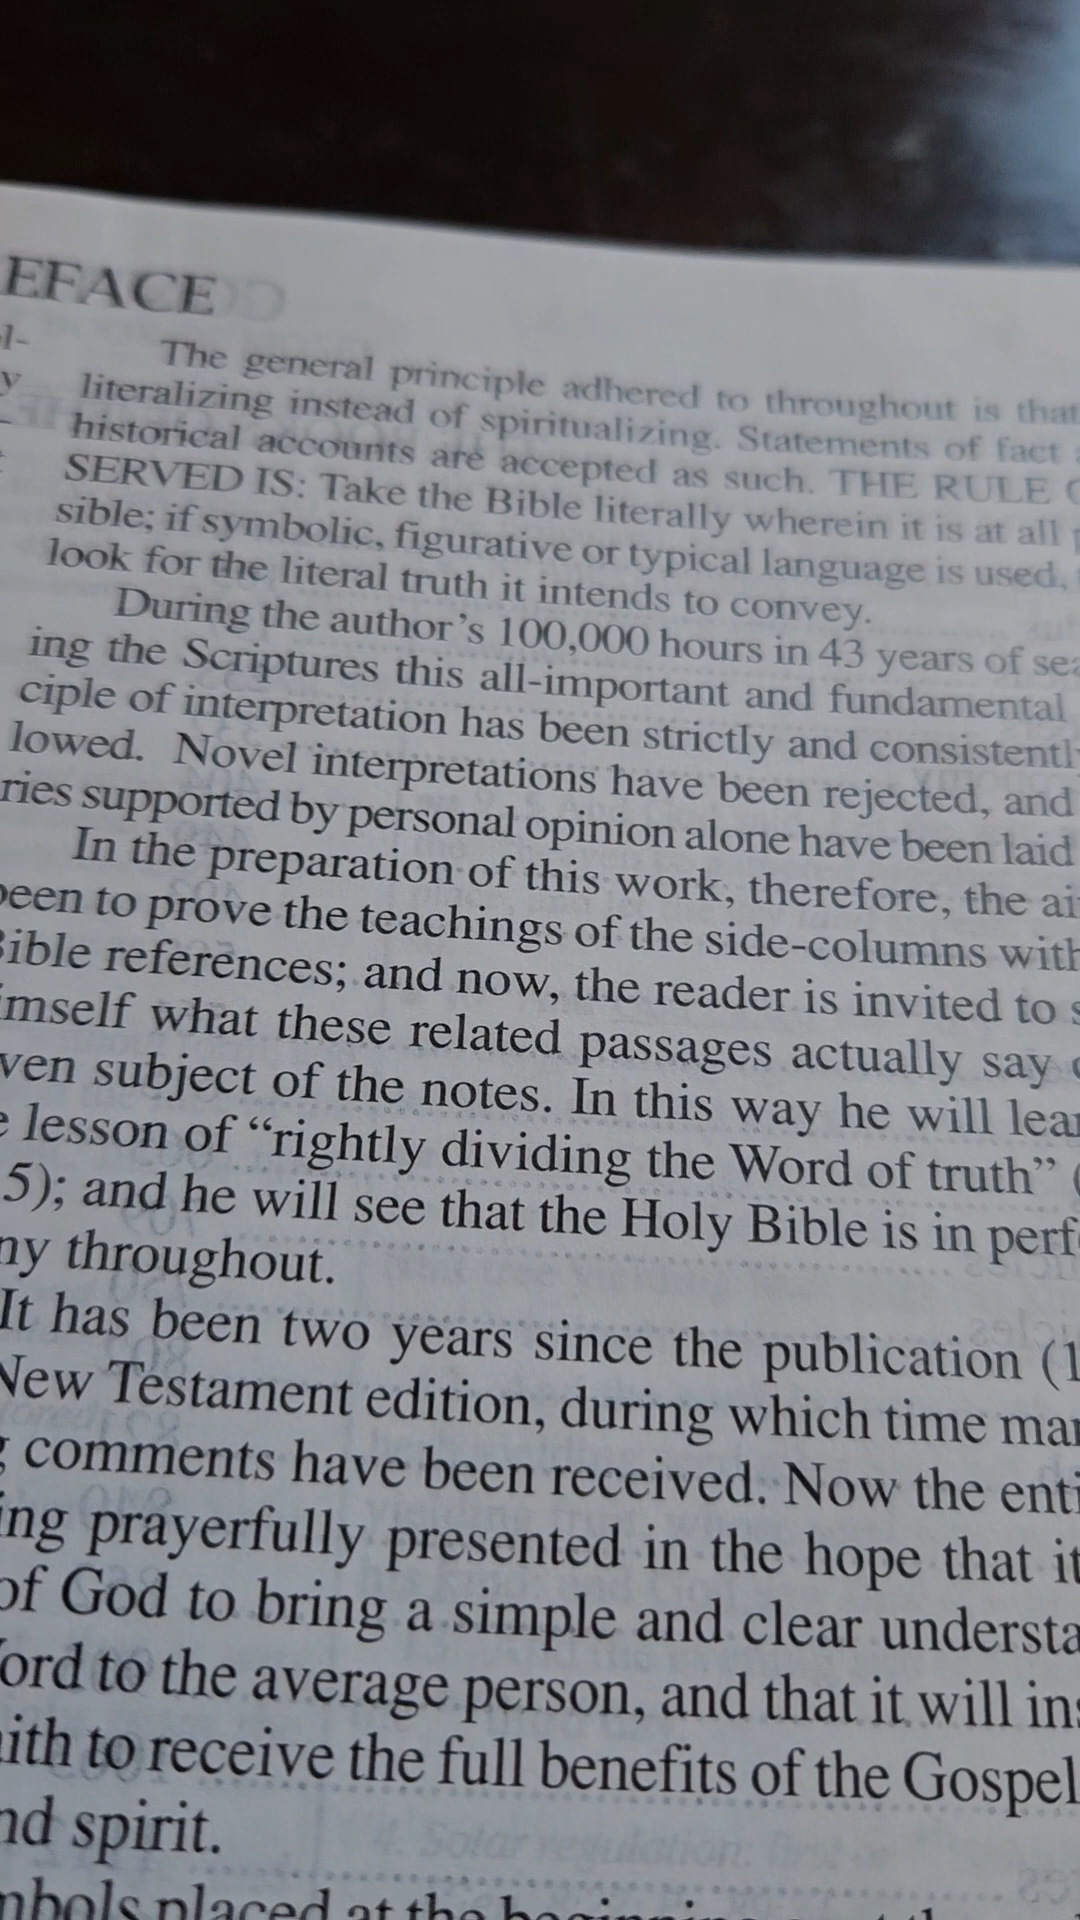 EFACE
l-
y
The general principle adhered to throughout is that
literalizing instead of spiritualizing. Statements of fact
historical accounts are accepted as such. THE RULE
SERVED IS: Take the Bible literally wherein it is at all
sible; if symbolic, figurative or typical language is used,
look for the literal truth it intends to convey.
During the author's 100,000 hours in 43 years of sea
ing the Scriptures this all-important and fundamental
ciple of interpretation has been strictly and consistentl
lowed. Novel interpretations have been rejected, and
ries supported by personal opinion alone have been laid
In the preparation of this work, therefore, the ai
been to prove the teachings of the side-columns with
Bible references; and now, the reader is invited to s
imself what these related passages actually say
ven subject of the notes. In this way he will lear
e lesson of “rightly dividing the Word of truth” (
5); and he will see that the Holy Bible is in perf
ny throughout.
It has been two years since the publication (1
New Testament edition, during which time man
g comments have been received. Now the enti
ing prayerfully presented in the hope that it
of God to bring a simple and clear understa
ord to the average person, and that it will ins
ith to receive the full benefits of the Gospel
nd spirit.
mbols placed at the beginning